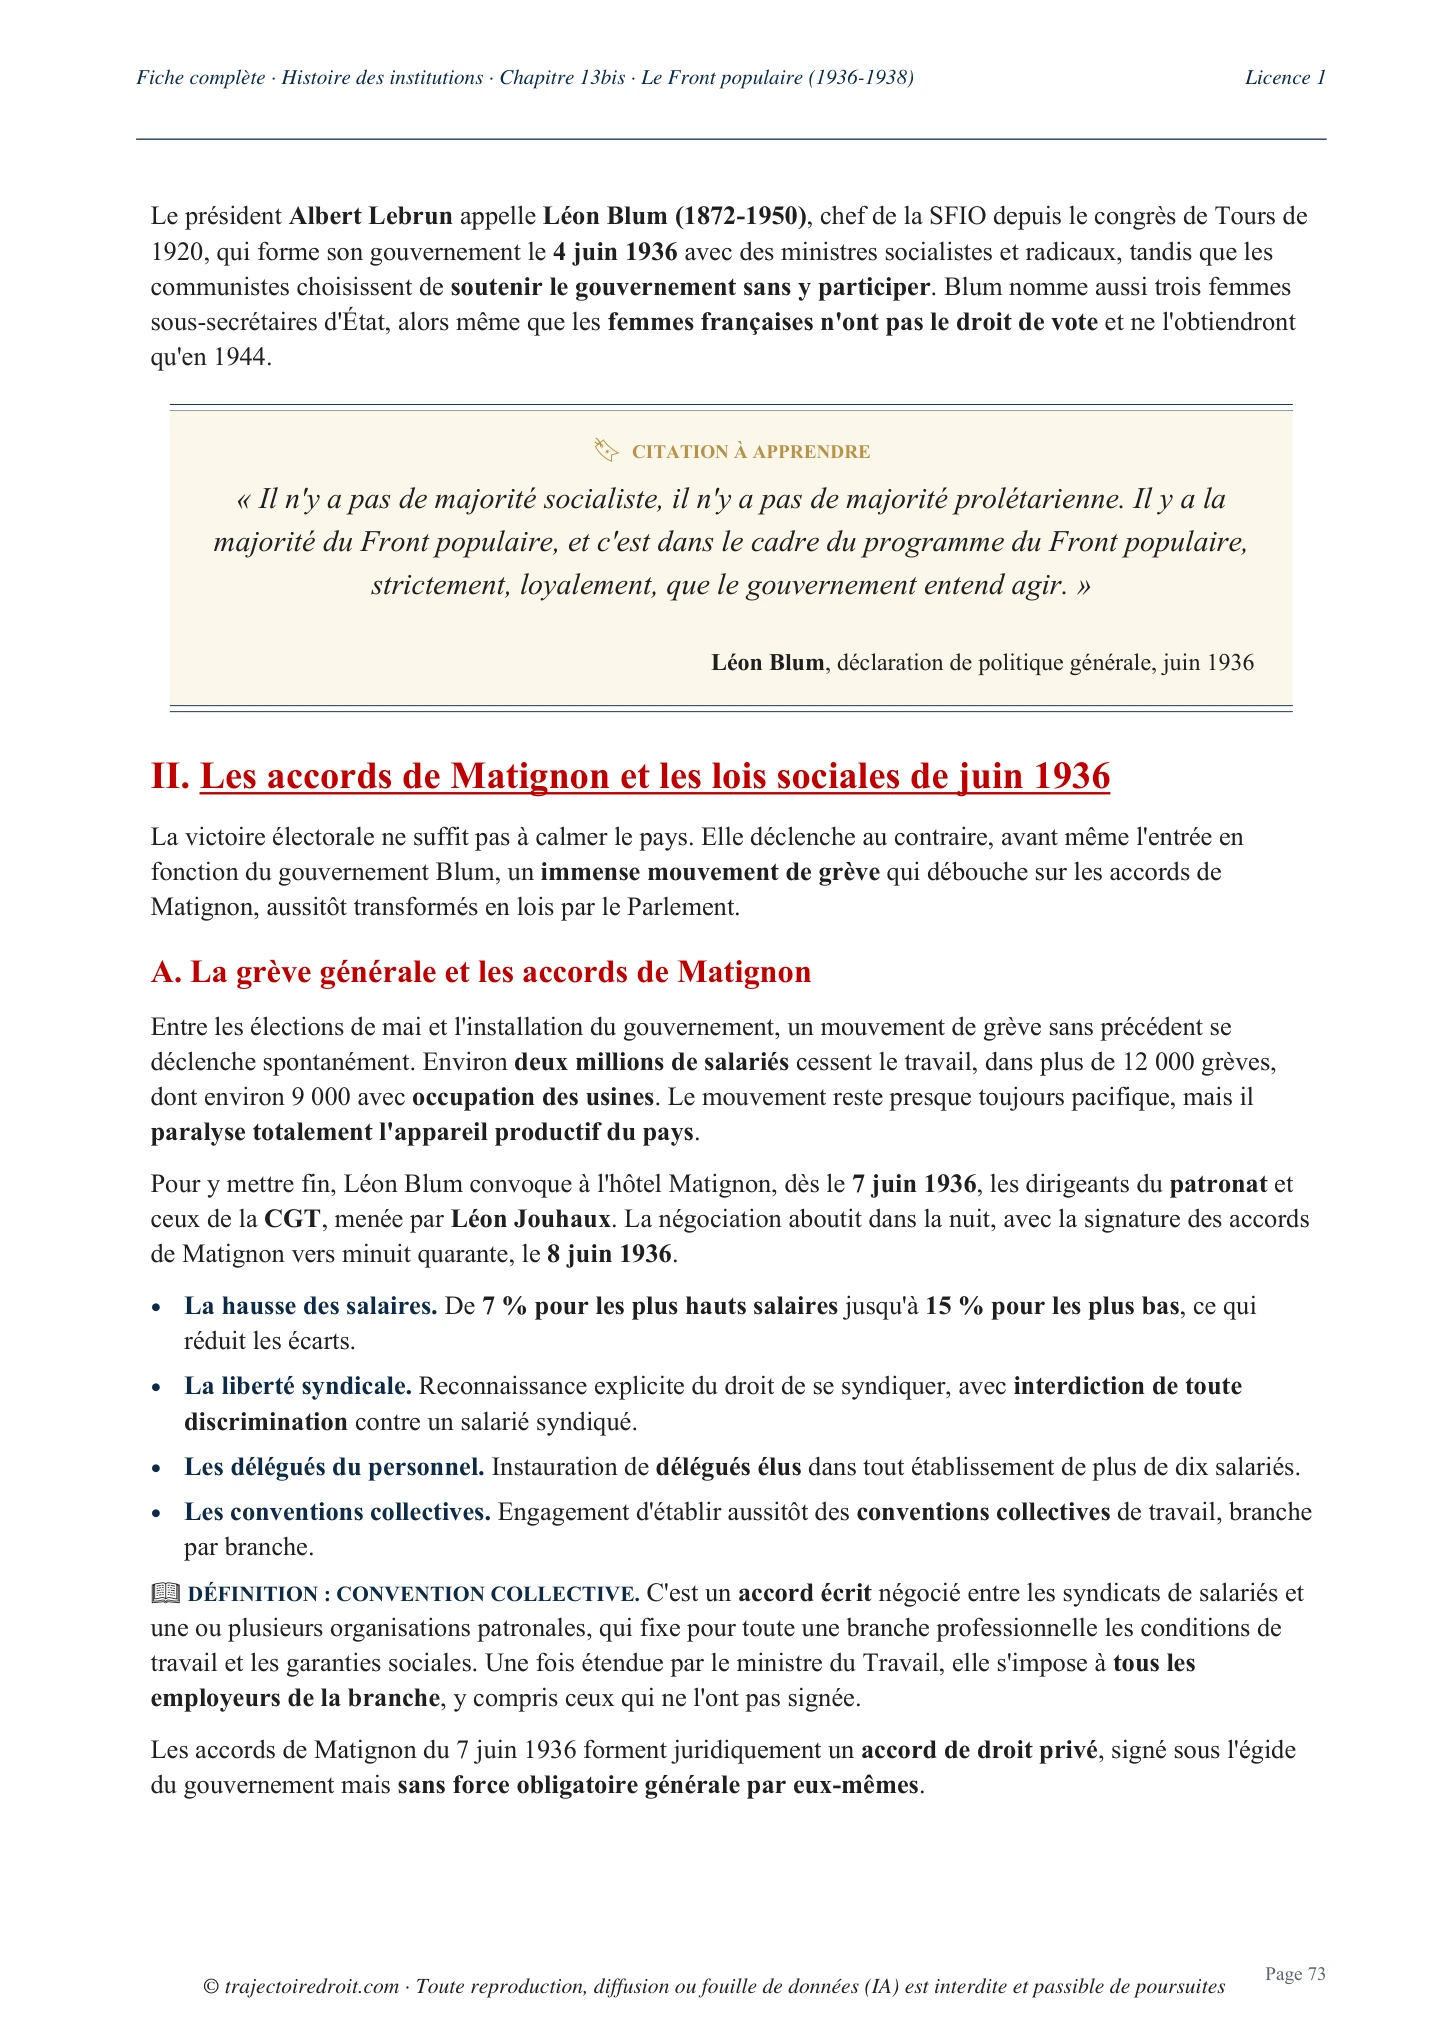 Fiche complète · Histoire des institutions · Chapitre 13bis · Le Front populaire (1936-1938) Licence 1
Le président Albert Lebrun appelle Léon Blum (1872-1950), chef de la SFIO depuis le congrès de Tours de
1920, qui forme son gouvernement le 4 juin 1936 avec des ministres socialistes et radicaux, tandis que les
communistes choisissent de soutenir le gouvernement sans y participer. Blum nomme aussi trois femmes
sous-secrétaires d'État, alors même que les femmes françaises n'ont pas le droit de vote et ne l'obtiendront
qu'en 1944.
CITATION À APPRENDRE
« Il n'y a pas de majorité socialiste, il n'y a pas de majorité prolétarienne. Il y a la
majorité du Front populaire, et c'est dans le cadre du programme du Front populaire,
strictement, loyalement, que le gouvernement entend agir. »
Léon Blum, déclaration de politique générale, juin 1936
II. Les accords de Matignon et les lois sociales de juin 1936
La victoire électorale ne suffit pas à calmer le pays. Elle déclenche au contraire, avant même l'entrée en
fonction du gouvernement Blum, un immense mouvement de grève qui débouche sur les accords de
Matignon, aussitôt transformés en lois par le Parlement.
A. La grève générale et les accords de Matignon
Entre les élections de mai et l'installation du gouvernement, un mouvement de grève sans précédent se
déclenche spontanément. Environ deux millions de salariés cessent le travail, dans plus de 12 000 grèves,
dont environ 9 000 avec occupation des usines. Le mouvement reste presque toujours pacifique, mais il
paralyse totalement l'appareil productif du pays.
Pour y mettre fin, Léon Blum convoque à l'hôtel Matignon, dès le 7 juin 1936, les dirigeants du patronat et
ceux de la CGT, menée par Léon Jouhaux. La négociation aboutit dans la nuit, avec la signature des accords
de Matignon vers minuit quarante, le 8 juin 1936.
• La hausse des salaires. De 7 % pour les plus hauts salaires jusqu'à 15 % pour les plus bas, ce qui
réduit les écarts.
• La liberté syndicale. Reconnaissance explicite du droit de se syndiquer, avec interdiction de toute
discrimination contre un salarié syndiqué.
• Les délégués du personnel. Instauration de délégués élus dans tout établissement de plus de dix salariés.
• Les conventions collectives. Engagement d'établir aussitôt des conventions collectives de travail, branche
par branche.
DÉFINITION : CONVENTION COLLECTIVE. C'est un accord écrit négocié entre les syndicats de salariés et
une ou plusieurs organisations patronales, qui fixe pour toute une branche professionnelle les conditions de
travail et les garanties sociales. Une fois étendue par le ministre du Travail, elle s'impose à tous les
employeurs de la branche, y compris ceux qui ne l'ont pas signée.
Les accords de Matignon du 7 juin 1936 forment juridiquement un accord de droit privé, signé sous l'égide
du gouvernement mais sans force obligatoire générale par eux-mêmes.
© trajectoiredroit.com · Toute reproduction, diffusion ou fouille de données (IA) est interdite et passible de poursuites Page 73